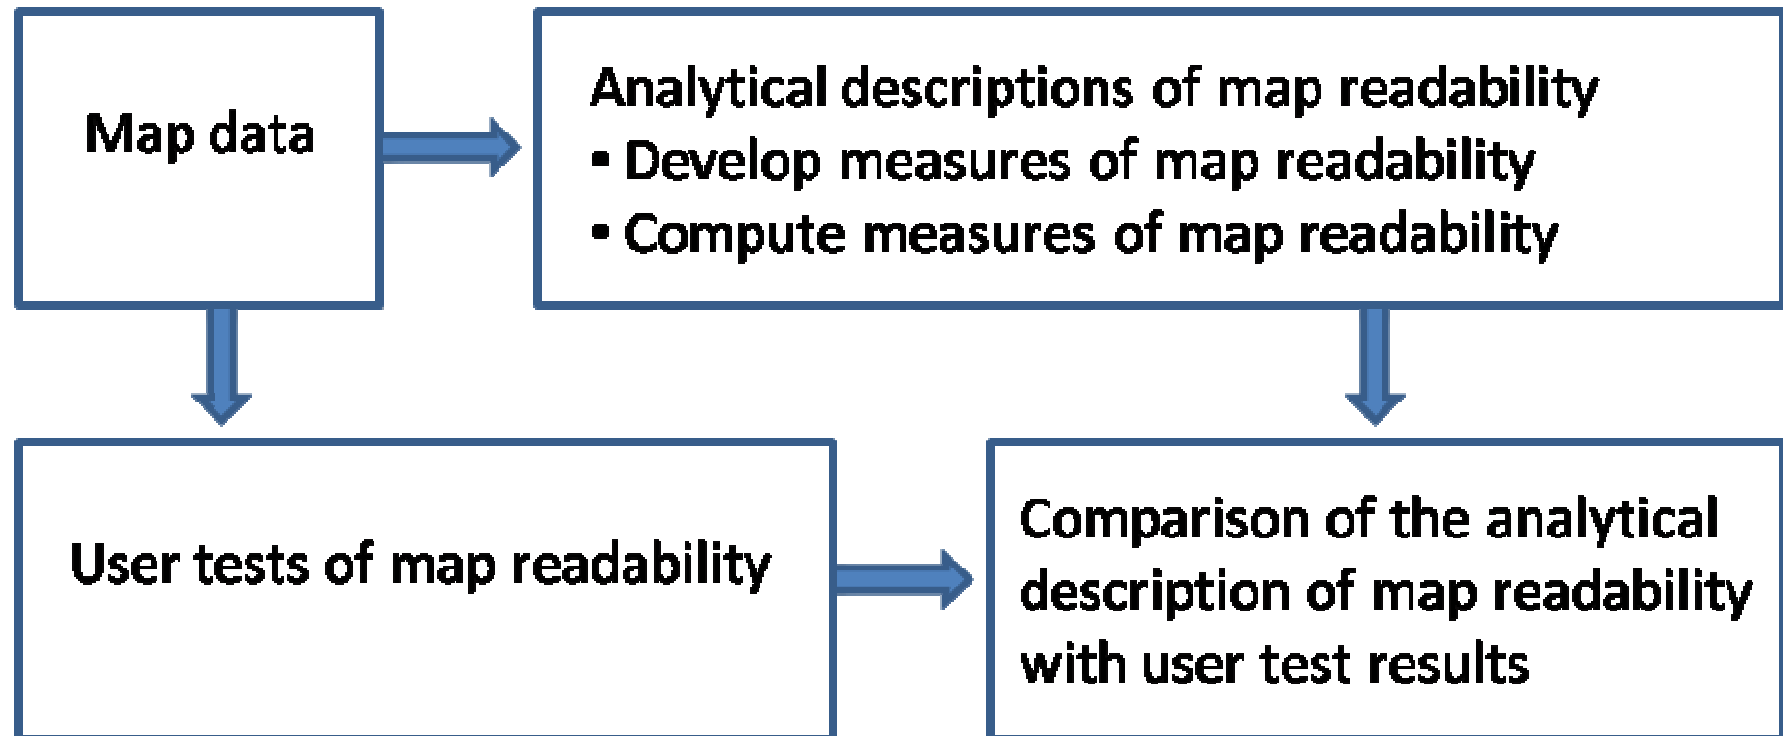 Map data
Analytical descriptions of map readability
▪ Develop measures of map readability
▪ Compute measures of map readability
User tests of map readability
Comparison of the analytical
description of map readability
with user test results